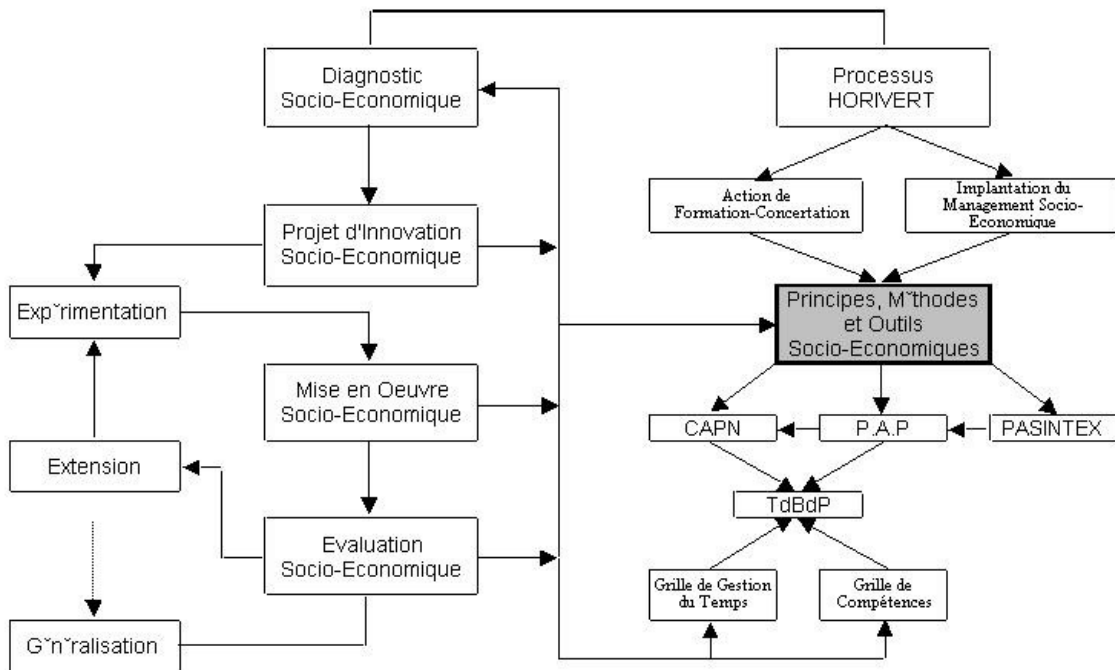 Diagnostic
Socio-Economique
Processus
HORIVERT
Action de
Formation-Concertation
Implantation du
Management Socio-
Economique
Projet d'Innovation
Socio-Economique
Expˇrimentation
Principes, Mˇthodes
et Outils
Socio-Economiques
Mise en Oeuvre
Socio-Economique
CAPN
P.A.P
PASINTEX
Extension
TdBdP
Evaluation
Socio-Economique
Grille de Gestion
du Temps
Grille de
Compétences
Gˇnˇralisation